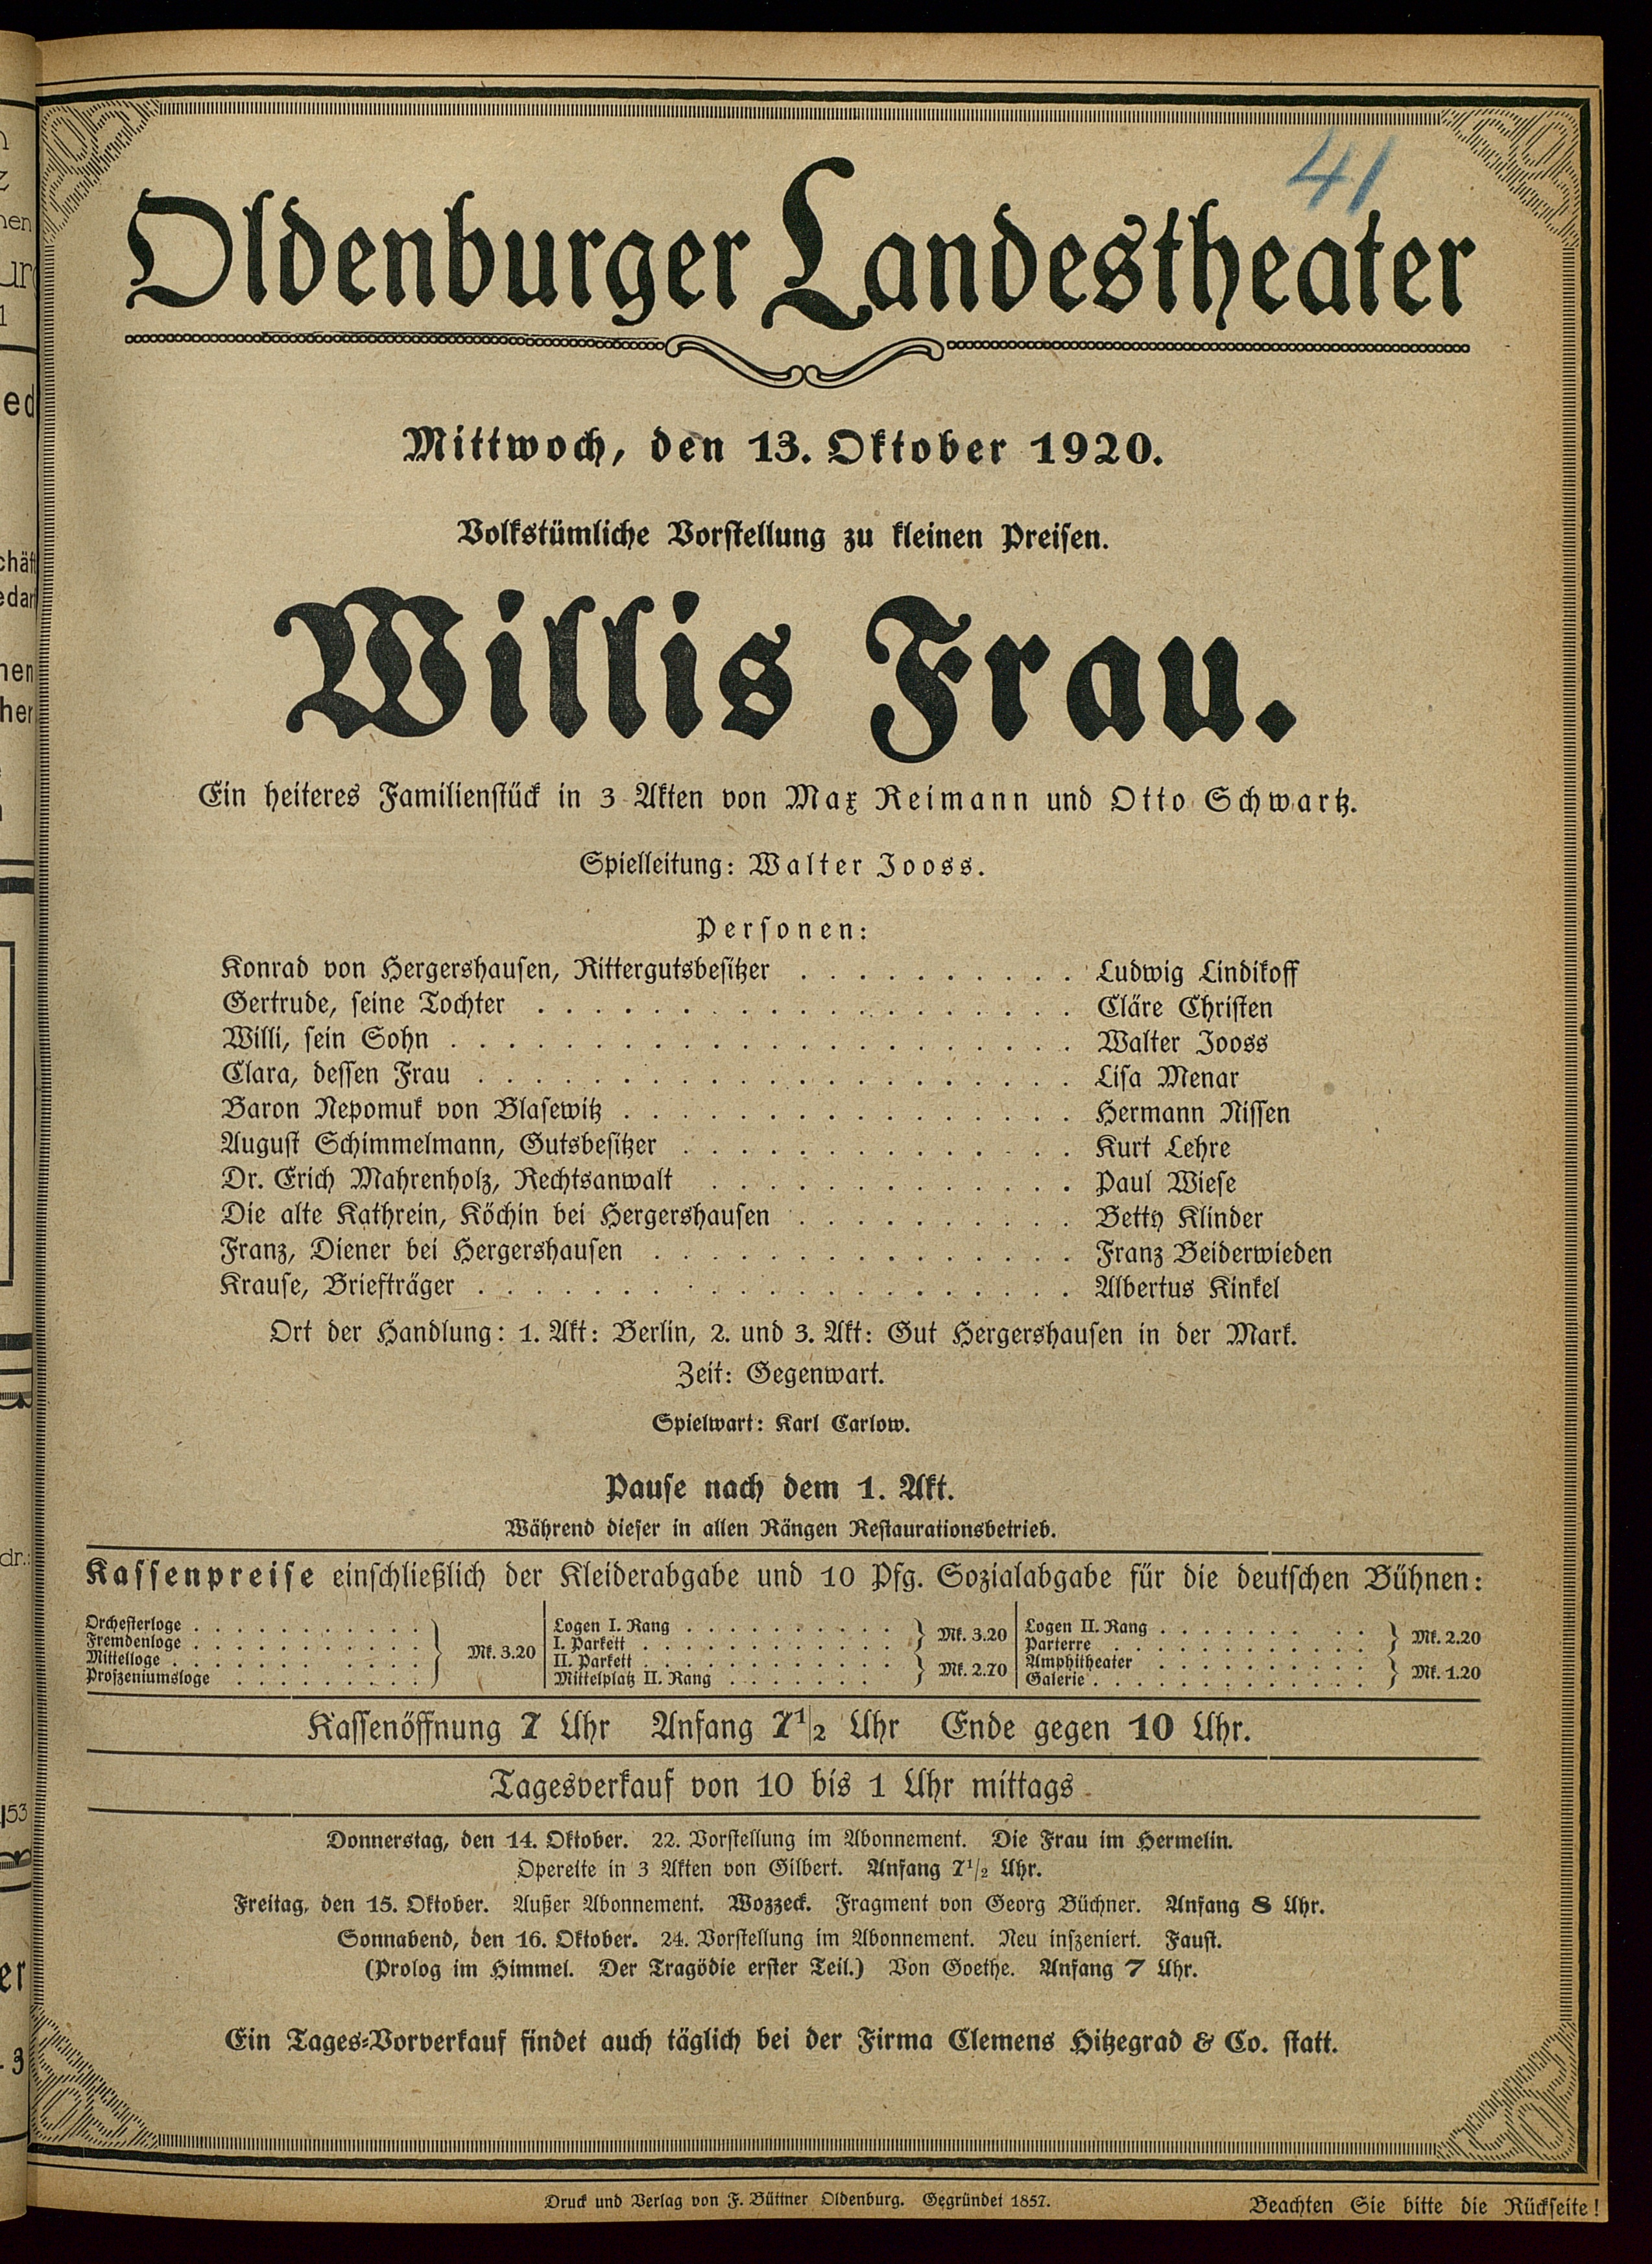 41
Oldenburger Landestheater
Mittwoch, den 13. Oktober 1920.
Volkstümliche Vorstellung zu kleinen Preisen.
Willis Frau.
Ein heiteres Familienstück in 3 Akten von Max Reimann und Otto Schwartz.
Spielleitung: Walter Jooss.
Personen:
Konrad von Hergershausen, Rittergutsbesitzer . . . . . . . . . . Ludwig Lindikoff
Gertrude, seine Tochter . . . . . . . . . . . . . . . . . . . Cläre Christen
Willi, sein Sohn . . . . . . . . . . . . . . . . . . . . . . Walter Jooss
Clara, dessen Frau . . . . . . . . . . . . . . . . . . . . . Lisa Menar
Baron Nepomuk von Blasewitz . . . . . . . . . . . . . . . . Hermann Nissen
August Schimmelmann, Gutsbesitzer . . . . . . . . . . . . . . Kurt Lehre
Dr. Erich Mahrenholz, Rechtsanwalt . . . . . . . . . . . . . Paul Wiese
Die alte Kathrein, Köchin bei Hergershausen . . . . . . . . . . Betty Klinder
Franz, Diener bei Hergershausen . . . . . . . . . . . . . . . Franz Beiderwieden
Krause, Briefträger . . . . . . . . . . . . . . . . . . . . . Albertus Kinkel
Ort der Handlung: 1. Akt: Berlin, 2. und 3. Akt: Gut Hergershausen in der Mark.
Zeit: Gegenwart.
Spielwart: Karl Carlow.
Pause nach dem 1. Akt.
Während dieser in allen Rängen Restaurationsbetrieb.
Kassenpreise einschließlich der Kleiderabgabe und 10 Pfg. Sozialabgabe für die deutschen Bühnen:
Orchesterloge . . . . . . . . . . .
Fremdenloge . . . . . . . . . . .
Mittelloge . . . . . . . . . . .
Proszeniumsloge . . . . . . . . .
Mk. 3.20
Logen I. Rang . . . . . . . . . .
I. Parkett . . . . . . . . . . . .
Mk. 3.20
II. Parkett . . . . . . . . . . . .
Mittelplatz II. Rang . . . . . . .
Mk. 2.70
Logen II. Rang . . . . . . . . .
Parterre . . . . . . . . . . . .
Mk. 2.20
Amphitheater . . . . . . . . . .
Galerie . . . . . . . . . . . . .
Mk. 1.20
Kassenöffnung 7 Uhr Anfang 7 1/2 Uhr Ende gegen 10 Uhr.
Tagesverkauf von 10 bis 1 Uhr mittags
Donnerstag, den 14. Oktober. 22. Vorstellung im Abonnement. Die Frau im Hermelin.
Operette in 3 Akten von Gilbert. Anfang 7 1/2 Uhr.
Freitag, den 15. Oktober. Außer Abonnement. Wozzeck. Fragment von Georg Büchner. Anfang 8 Uhr.
Sonnabend, den 16. Oktober. 24. Vorstellung im Abonnement. Neu inszeniert. Faust.
(Prolog im Himmel. Der Tragödie erster Teil.) Von Goethe. Anfang 7 Uhr.
Ein Tages-Vorverkauf findet auch täglich bei der Firma Clemens Hitzegrad & Co. statt.
Druck und Verlag von F. Büttner Oldenburg. Gegründet 1857.
Beachten Sie bitte die Rückseite!